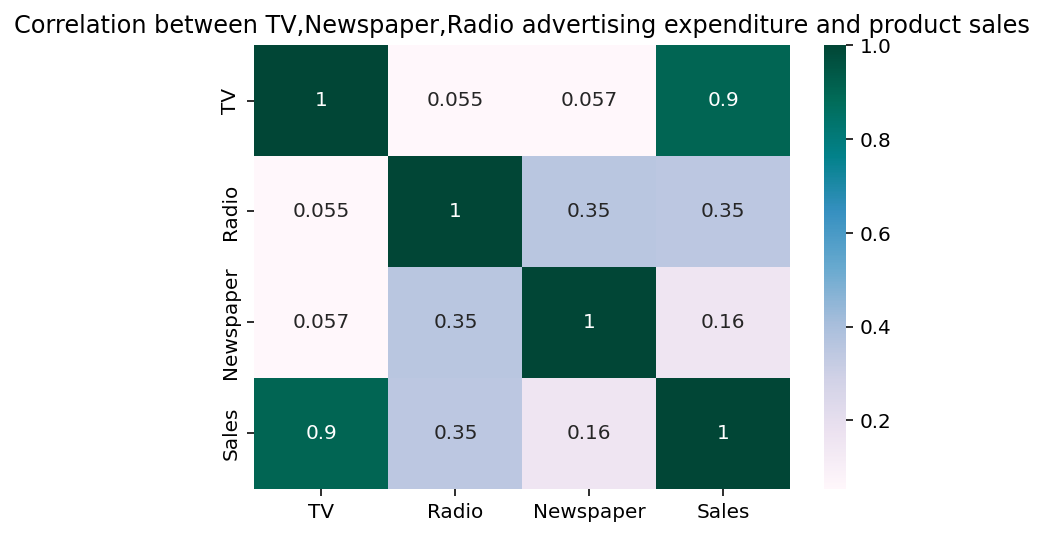 Correlation between TV,Newspaper,Radio advertising expenditure and product sales
TV 1 0.055 0.057 0.9
Radio 0.055 1 0.35 0.35
Newspaper 0.057 0.35 1 0.16
Sales 0.9 0.35 0.16 1
TV Radio Newspaper Sales
1.0
0.8
0.6
0.4
0.2